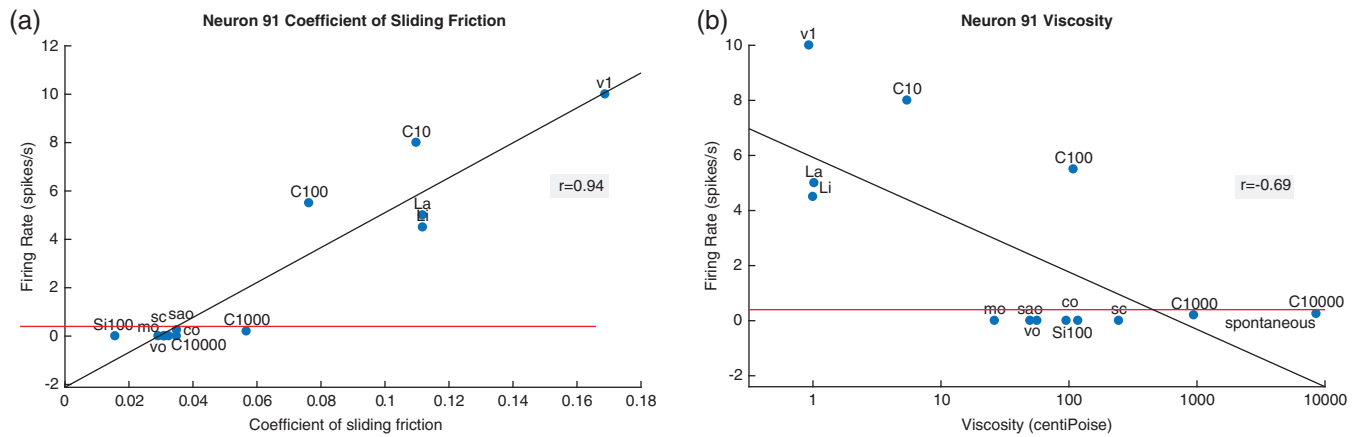 (a)
Neuron 91 Coefficient of Sliding Friction
12
10
8
6
4
2
0
-2
Firing Rate (spikes/s)
v1
C10
C100
r=0.94
La
Li
sc sao
Si100 mo co C1000
vo C10000
0 0.02 0.04 0.06 0.08 0.1 0.12 0.14 0.16 0.18
Coefficient of sliding friction
(b)
Neuron 91 Viscosity
10
8
6
4
2
0
-2
Firing Rate (spikes/s)
v1
C10
C100
La
Li
r=-0.69
mo sao co sc C1000 C10000
vo Si100 spontaneous
1 10 100 1000 10000
Viscosity (centiPoise)